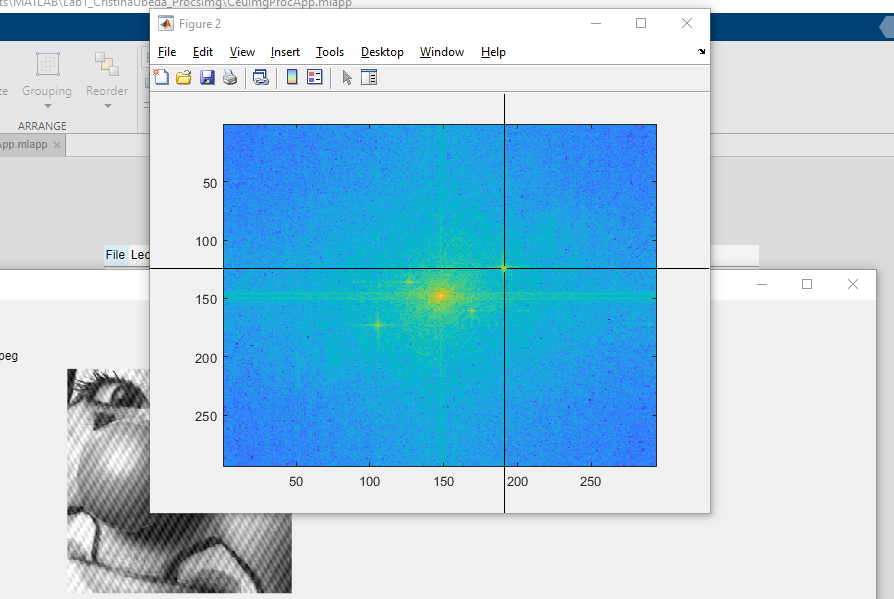 ts\MATLAB\Lab1_CristinaUbeda_ProcsImg\CeuImgProcApp.mlapp
Figure 2
File Edit View Insert Tools Desktop Window Help
ze Grouping Reorder
ARRANGE
App.mlapp ×
File Lec
peg
50
100
150
200
250
50 100 150 200 250